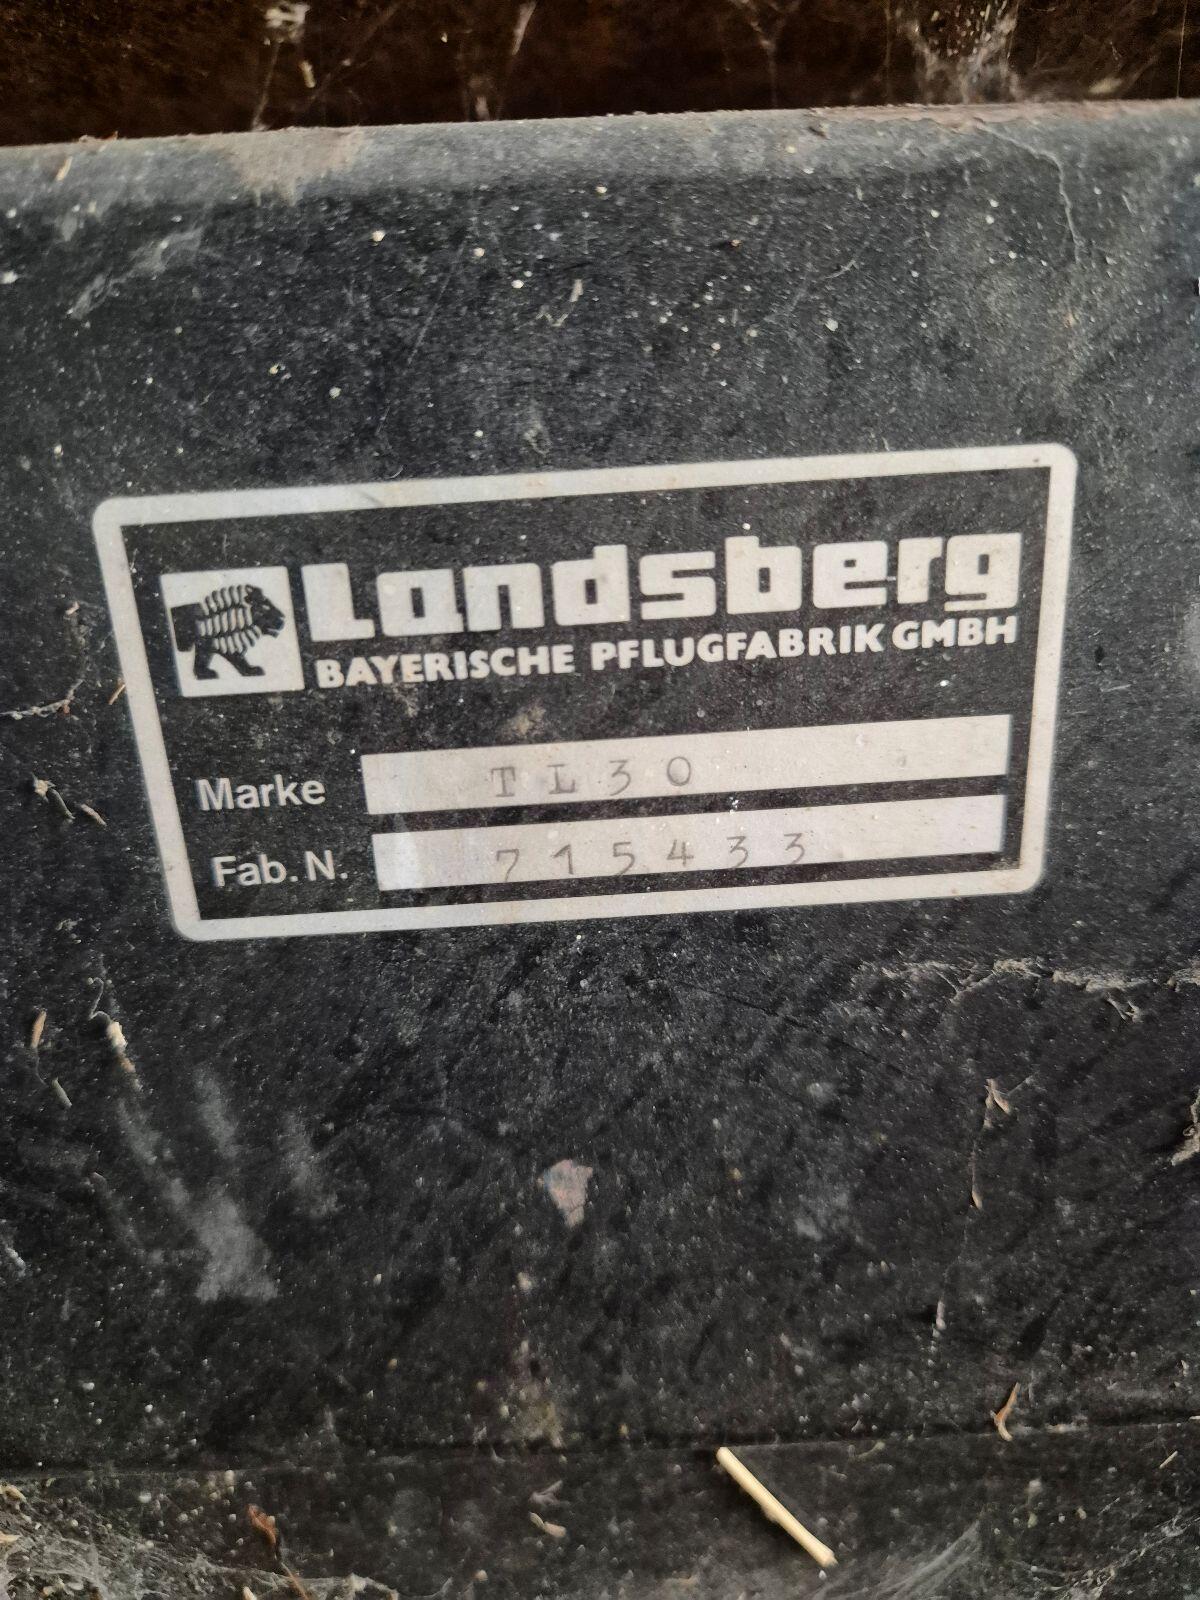 Landsberg
BAYERISCHE PFLUGFABRIK GMBH
Marke TL30
Fab. N. 715433